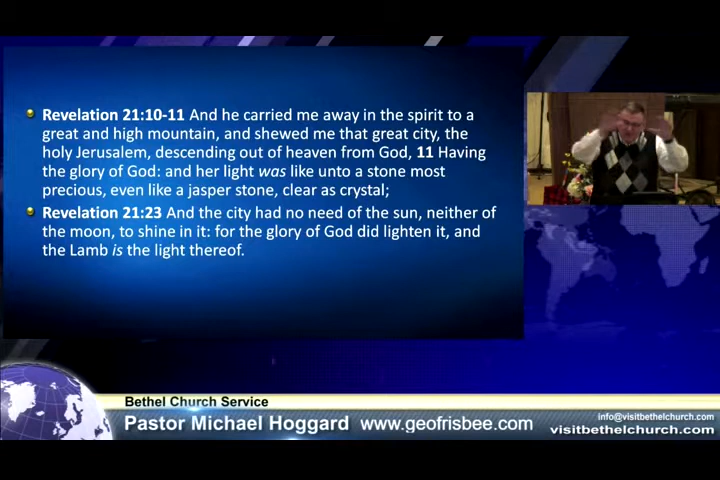 Revelation 21:10-11 And he carried me away in the spirit to a
great and high mountain, and shewed me that great city, the
holy Jerusalem, descending out of heaven from God, 11 Having
the glory of God: and her light was like unto a stone most
precious, even like a jasper stone, clear as crystal;
Revelation 21:23 And the city had no need of the sun, neither of
the moon, to shine in it: for the glory of God did lighten it, and
the Lamb is the light thereof.
Bethel Church Service
Pastor Michael Hoggard www.geofrisbee.com
info@visitbethelchurch.com
visitbethelchurch.com